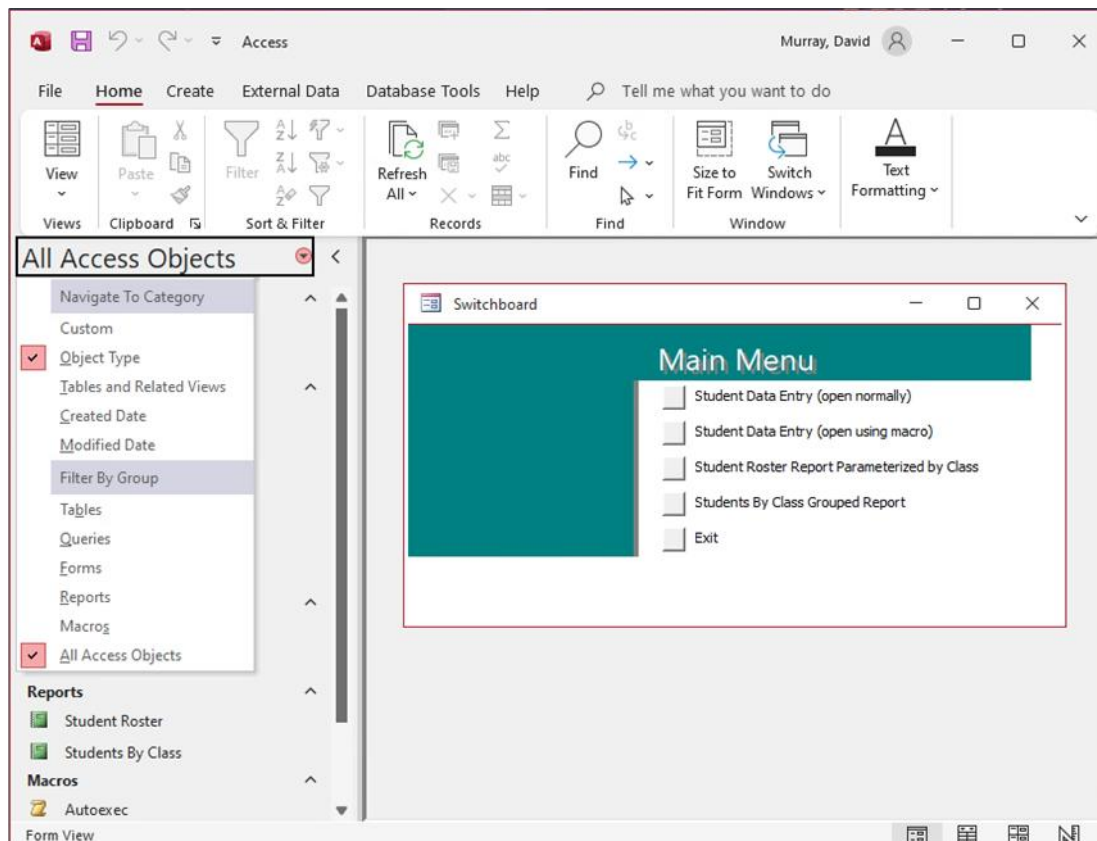 Access
Murray, David
File Home Create External Data Database Tools Help Tell me what you want to do
View
Paste
Filter
Refresh
All
Find
Size to
Fit Form
Switch
Windows
Text
Formatting
Views Clipboard Sort & Filter Records Find Window
All Access Objects
Navigate To Category
Custom
Object Type
Tables and Related Views
Created Date
Modified Date
Filter By Group
Tables
Queries
Forms
Reports
Macros
All Access Objects
Reports
Student Roster
Students By Class
Macros
Autoexec
Form View
Switchboard
Main Menu
Student Data Entry (open normally)
Student Data Entry (open using macro)
Student Roster Report Parameterized by Class
Students By Class Grouped Report
Exit